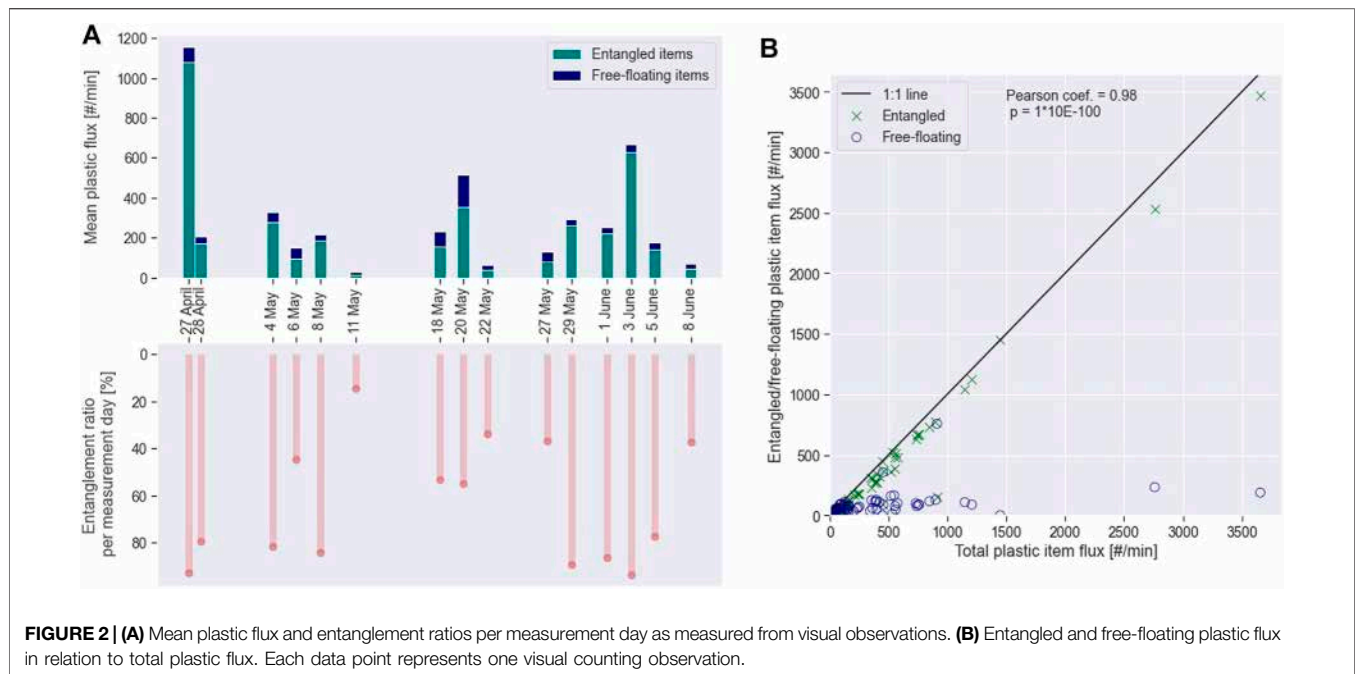 A
1200
1000
800
600
400
200
0
Mean plastic flux [#/min]
Entangled items
Free-floating items
27 April
28 April
4 May
6 May
8 May
11 May
18 May
20 May
22 May
27 May
29 May
1 June
3 June
5 June
8 June
0
20
40
60
80
Entanglement ratio
per measurement day [%]
B
3500
3000
2500
2000
1500
1000
500
0
Entangled/free-floating plastic item flux [#/min]
1:1 line
Entangled
Free-floating
Pearson coef. = 0.98
p = 1*10E-100
0 500 1000 1500 2000 2500 3000 3500
Total plastic item flux [#/min]
FIGURE 2 | (A) Mean plastic flux and entanglement ratios per measurement day as measured from visual observations. (B) Entangled and free-floating plastic flux
in relation to total plastic flux. Each data point represents one visual counting observation.